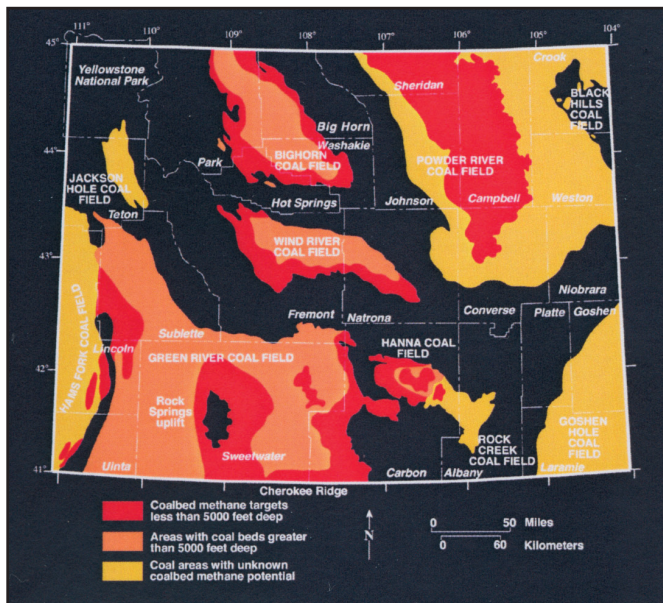 111° 110° 109° 108° 107° 106° 105° 104°
45°
Yellowstone
National Park
Sheridan
Crook
BLACK
HILLS
COAL
FIELD
Big Horn
Washakie
44°
44°
Park
BIGHORN
COAL FIELD
POWDER RIVER
COAL FIELD
JACKSON
HOLE COAL
FIELD
Hot Springs
Johnson
Campbell
Weston
Teton
WIND RIVER
COAL FIELD
43°
43°
Niobrara
HAMS FORK COAL FIELD
Fremont
Natrona
Converse
Platte
Goshen
Sublette
Lincoln
GREEN RIVER COAL FIELD
HANNA COAL
FIELD
42°
42°
Rock
Springs
uplift
GOSHEN
HOLE
COAL
FIELD
ROCK
CREEK
COAL FIELD
Sweetwater
41°
Uinta
Carbon
Albany
Laramie
41°
Cherokee Ridge
Coalbed methane targets
less than 5000 feet deep
Areas with coal beds greater
than 5000 feet deep
Coal areas with unknown
coalbed methane potential
N
0 50 Miles
0 60 Kilometers